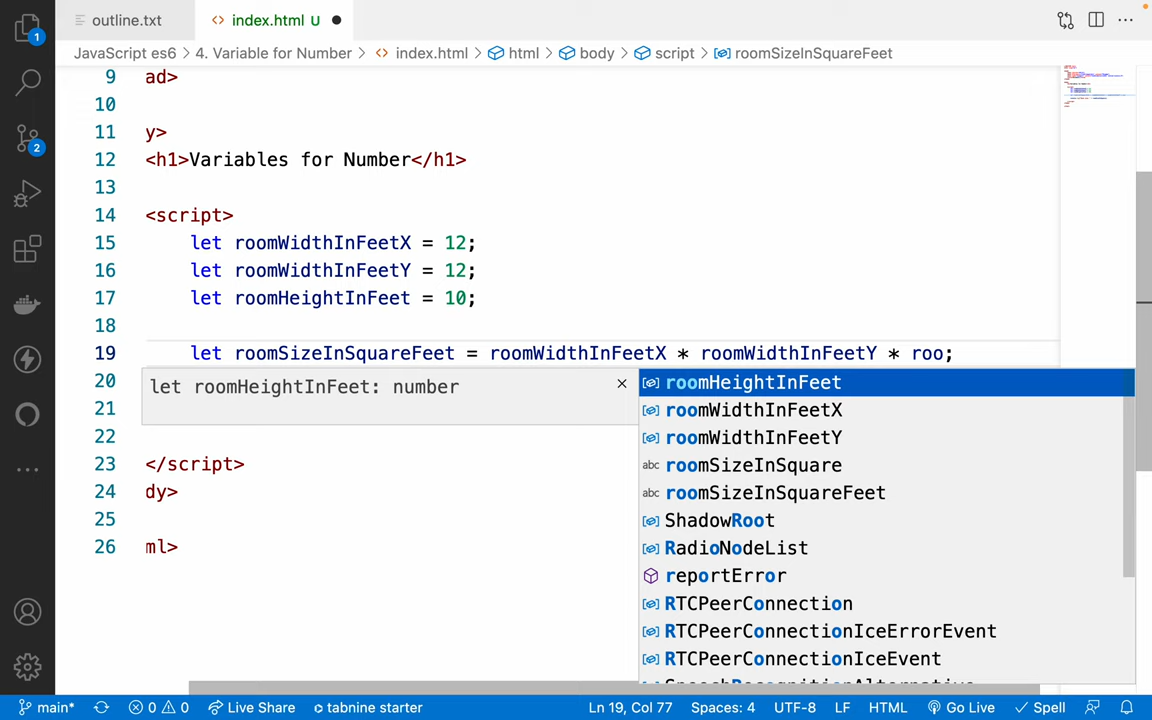 outline.txt
<> index.html U
JavaScript es6 > 4. Variable for Number > <> index.html > html > body > script > roomSizeInSquareFeet
9 ad>
10
11 y>
12 <h1>Variables for Number</h1>
13
14 <script>
15 let roomWidthInFeetX = 12;
16 let roomWidthInFeetY = 12;
17 let roomHeightInFeet = 10;
18
19 let roomSizeInSquareFeet = roomWidthInFeetX * roomWidthInFeetY * roo;
20
let roomHeightInFeet: number
roomHeightInFeet
roomWidthInFeetX
21
roomWidthInFeetY
22
abc roomSizeInSquare
23 </script>
abc roomSizeInSquareFeet
24 dy>
ShadowRoot
25
RadioNodeList
26 ml>
reportError
RTCPeerConnection
RTCPeerConnectionIceErrorEvent
RTCPeerConnectionIceEvent
1
2
main* 0 0 Live Share tabnine starter Ln 19, Col 77 Spaces: 4 UTF-8 LF HTML Go Live Spell